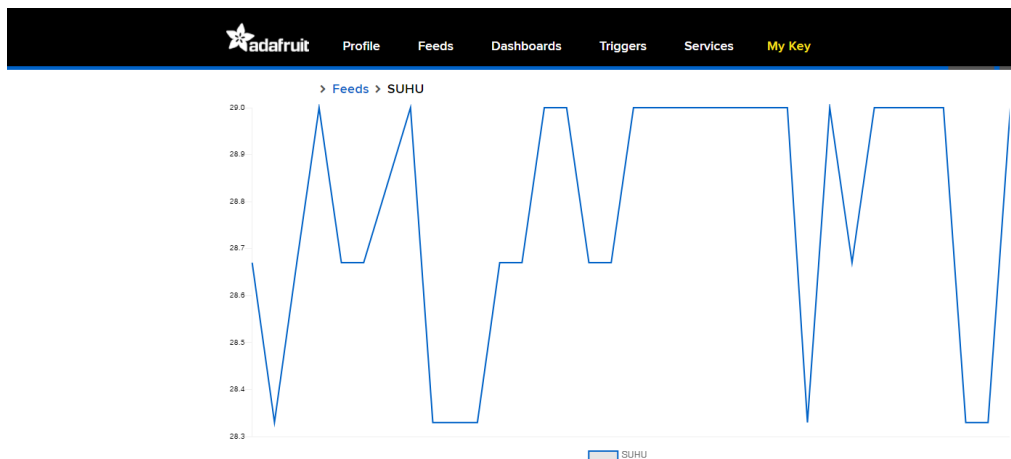 adafruit Profile Feeds Dashboards Triggers Services My Key
> Feeds > SUHU
29.0
28.9
28.8
28.7
28.6
28.5
28.4
28.3
SUHU